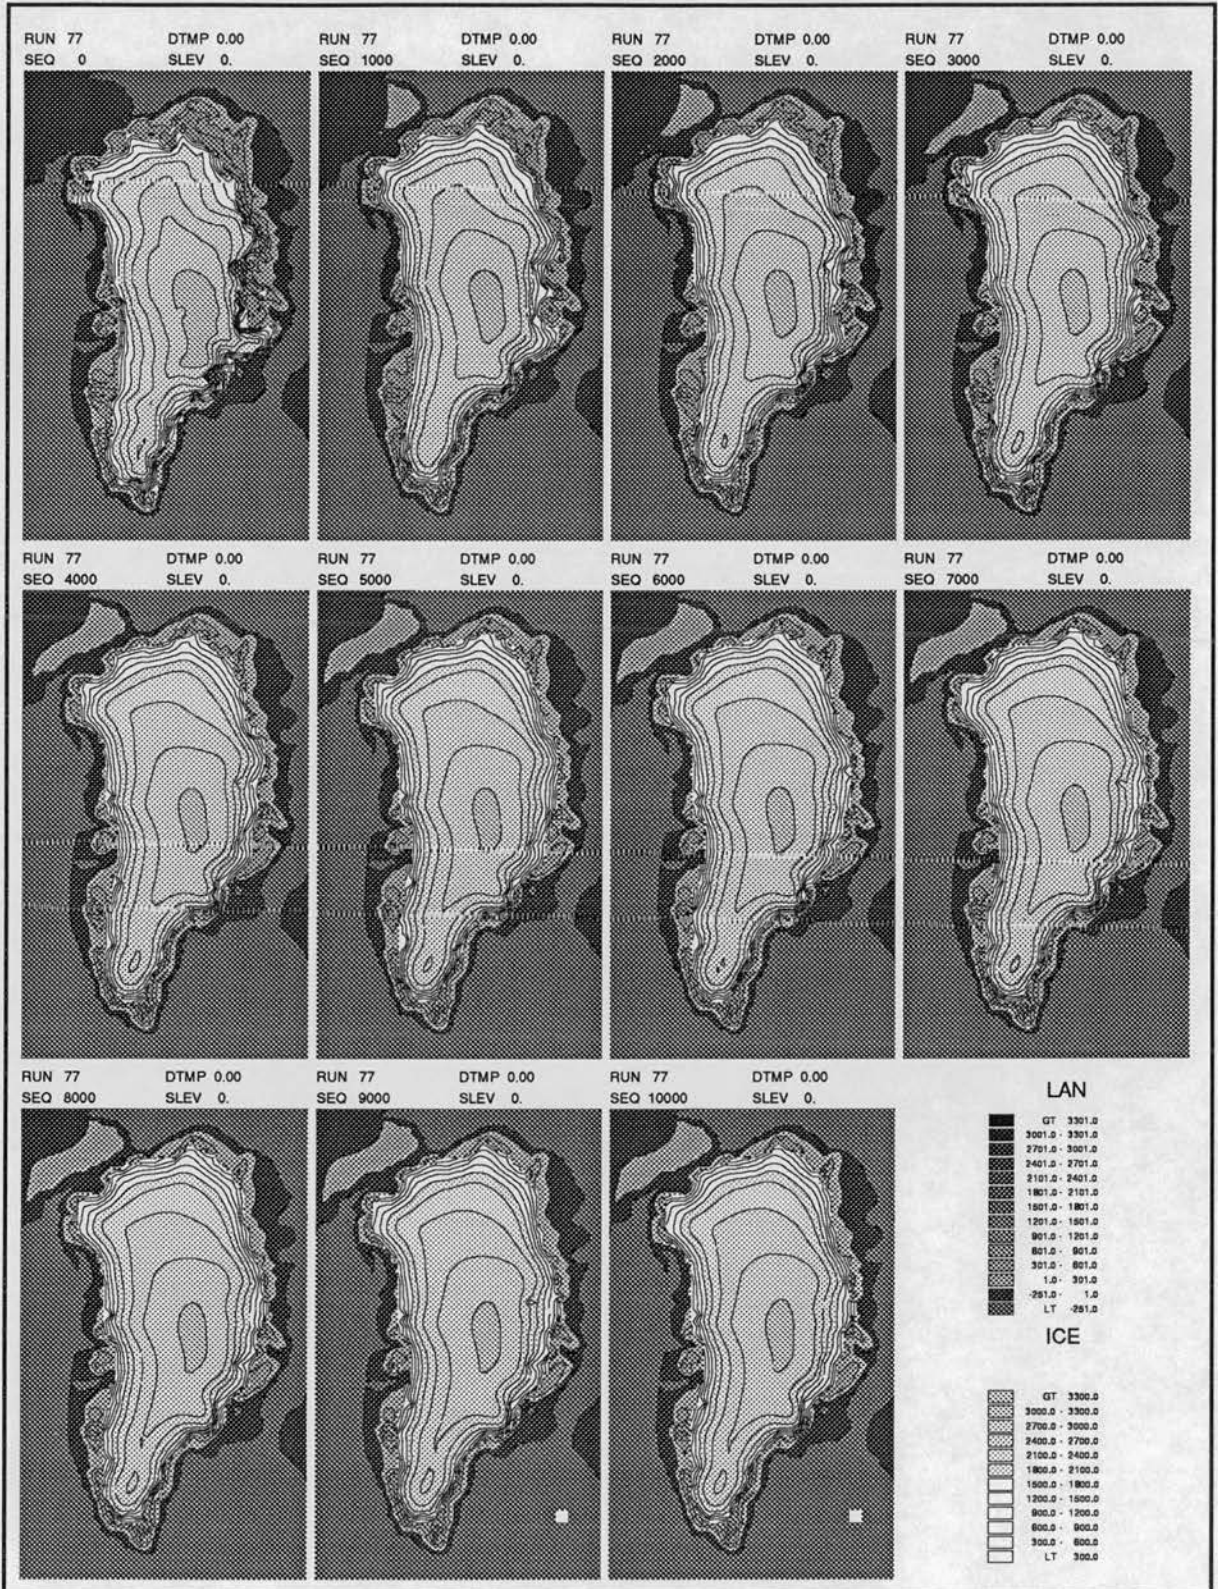 RUN 77 DTMP 0.00 RUN 77 DTMP 0.00 RUN 77 DTMP 0.00 RUN 77 DTMP 0.00
SEQ 0 SLEV 0. SEQ 1000 SLEV 0. SEQ 2000 SLEV 0. SEQ 3000 SLEV 0.
RUN 77 DTMP 0.00 RUN 77 DTMP 0.00 RUN 77 DTMP 0.00 RUN 77 DTMP 0.00
SEQ 4000 SLEV 0. SEQ 5000 SLEV 0. SEQ 6000 SLEV 0. SEQ 7000 SLEV 0.
RUN 77 DTMP 0.00 RUN 77 DTMP 0.00 RUN 77 DTMP 0.00
SEQ 8000 SLEV 0. SEQ 9000 SLEV 0. SEQ 10000 SLEV 0.
LAN
GT 3301.0
3001.0 - 3301.0
2701.0 - 3001.0
2401.0 - 2701.0
2101.0 - 2401.0
1801.0 - 2101.0
1501.0 - 1801.0
1201.0 - 1501.0
901.0 - 1201.0
601.0 - 901.0
301.0 - 601.0
1.0 - 301.0
-251.0 - 1.0
LT -251.0
ICE
GT 3300.0
3000.0 - 3300.0
2700.0 - 3000.0
2400.0 - 2700.0
2100.0 - 2400.0
1800.0 - 2100.0
1500.0 - 1800.0
1200.0 - 1500.0
900.0 - 1200.0
600.0 - 900.0
300.0 - 600.0
LT 300.0